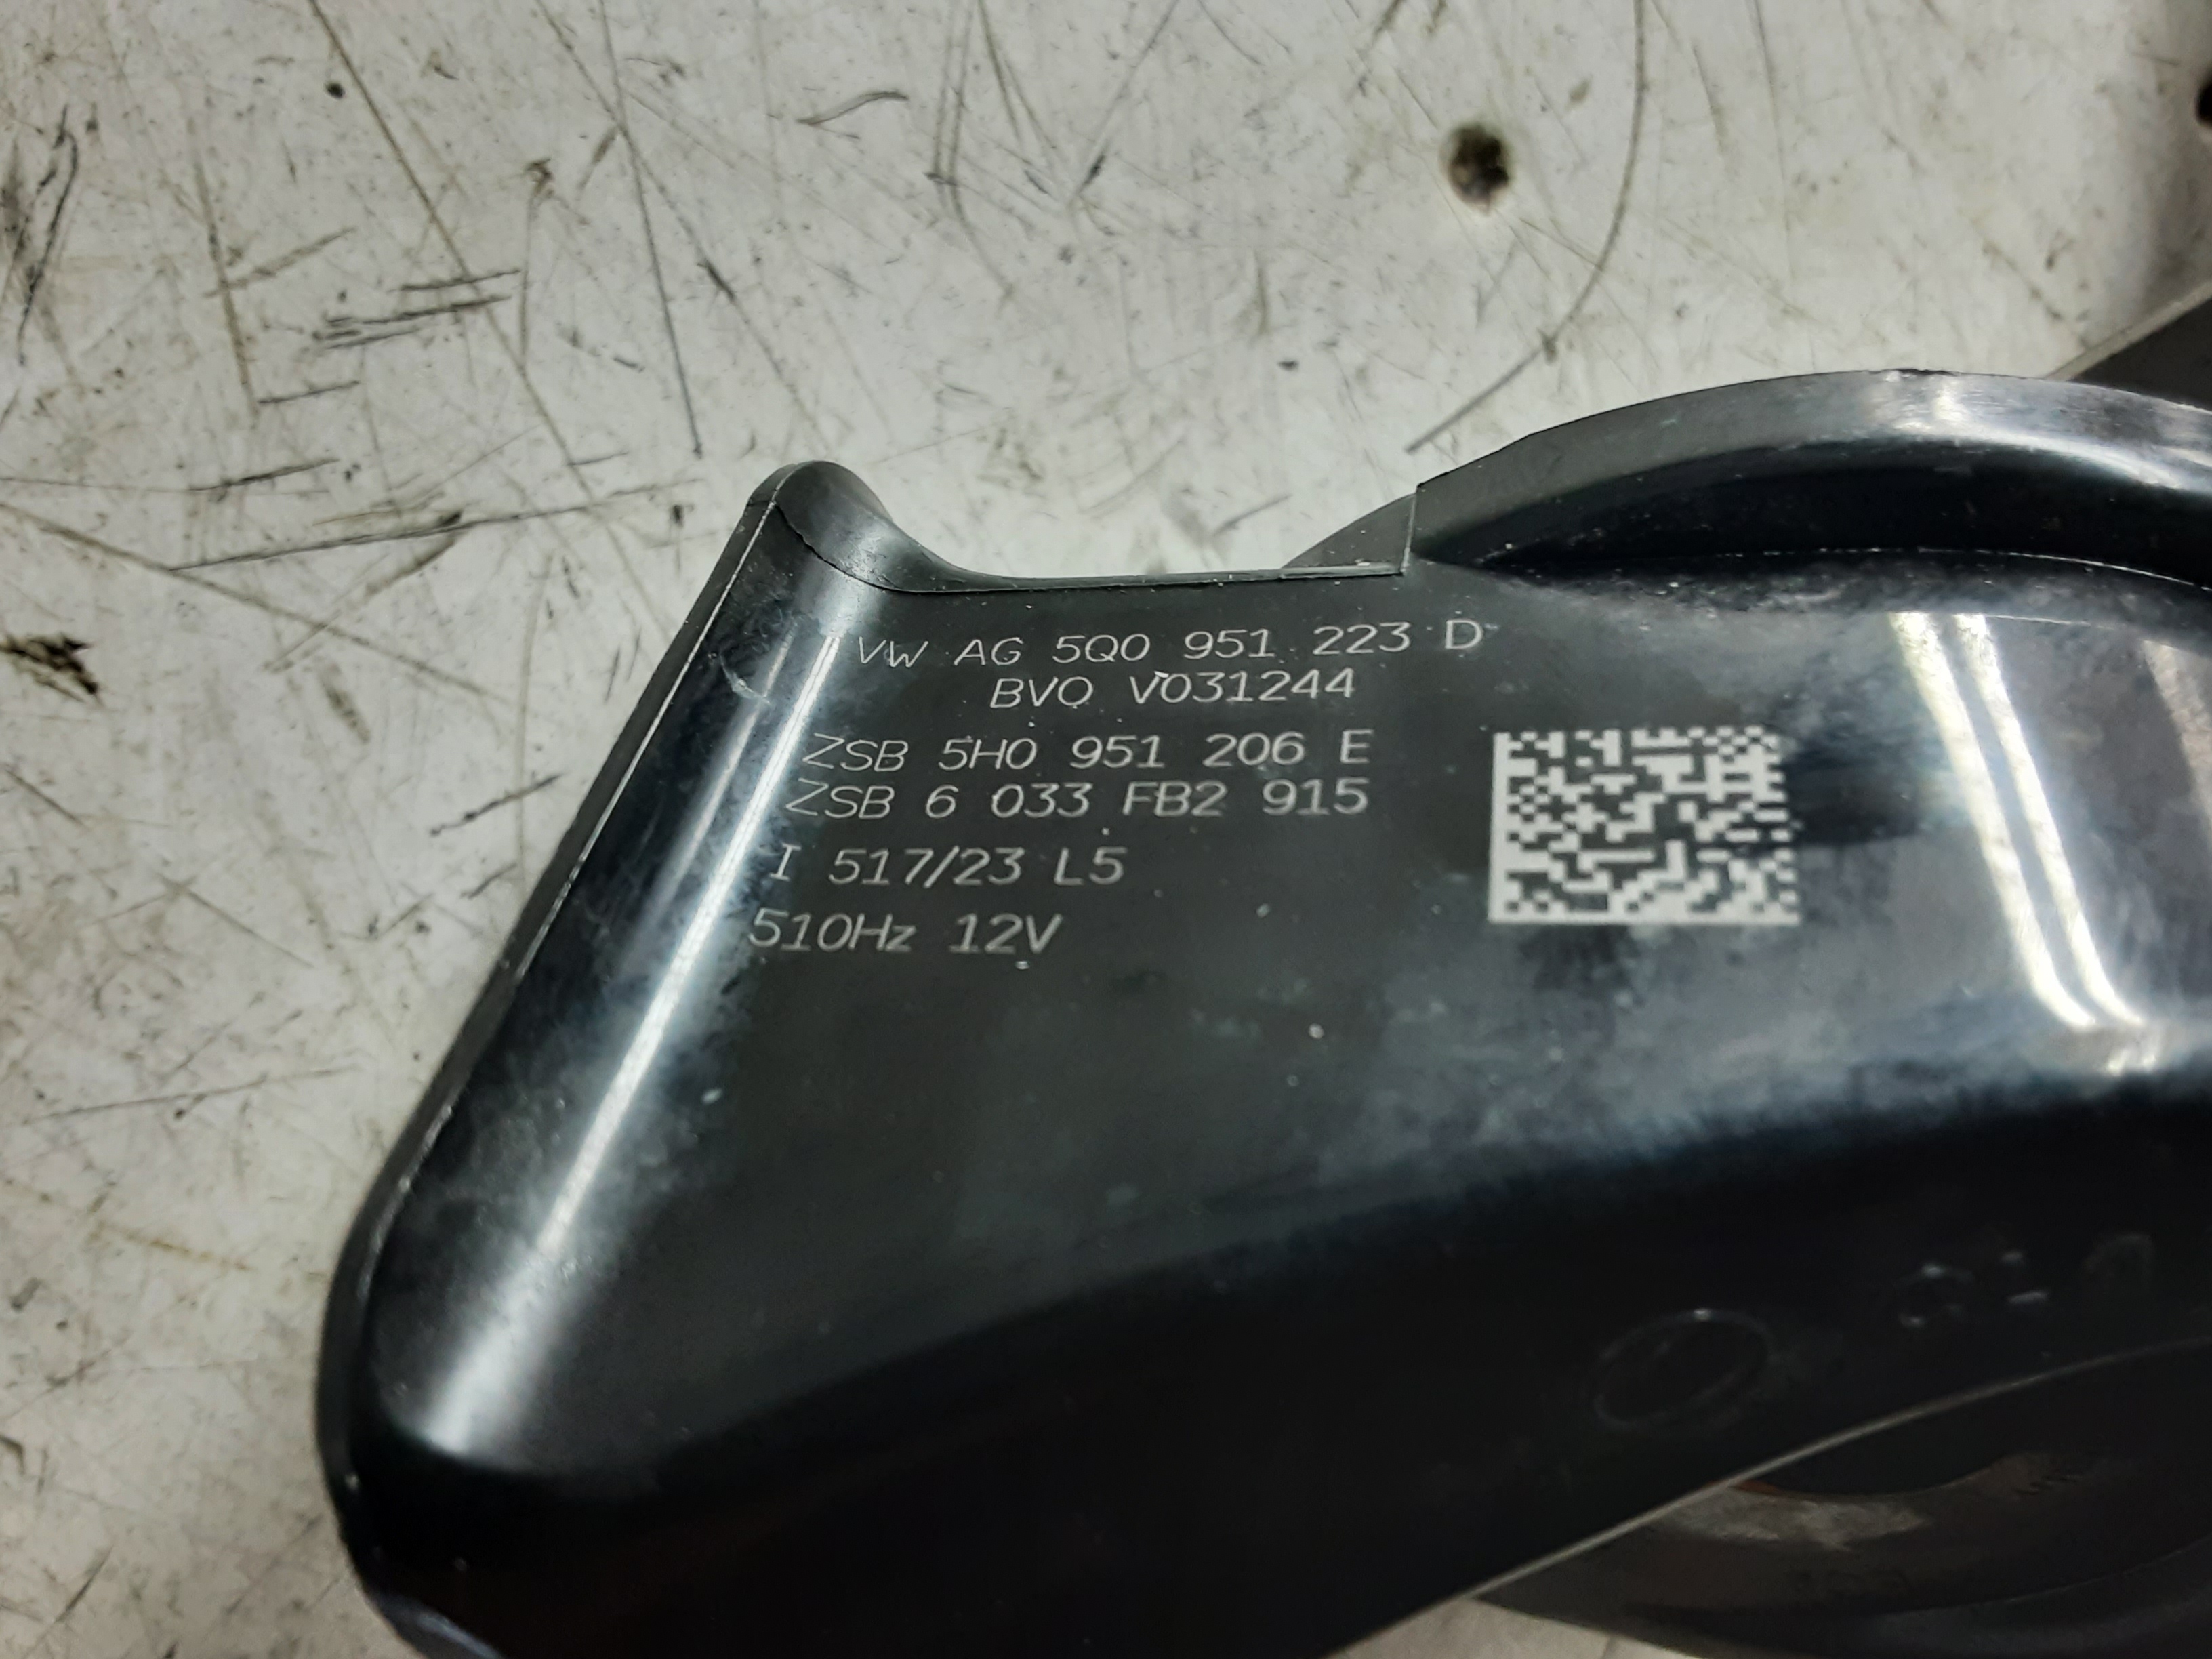 VW AG 5Q0 951 223 D
BVO V031244
ZSB 5H0 951 206 E
ZSB 6 033 FB2 915
I 517/23 L5
510Hz 12V